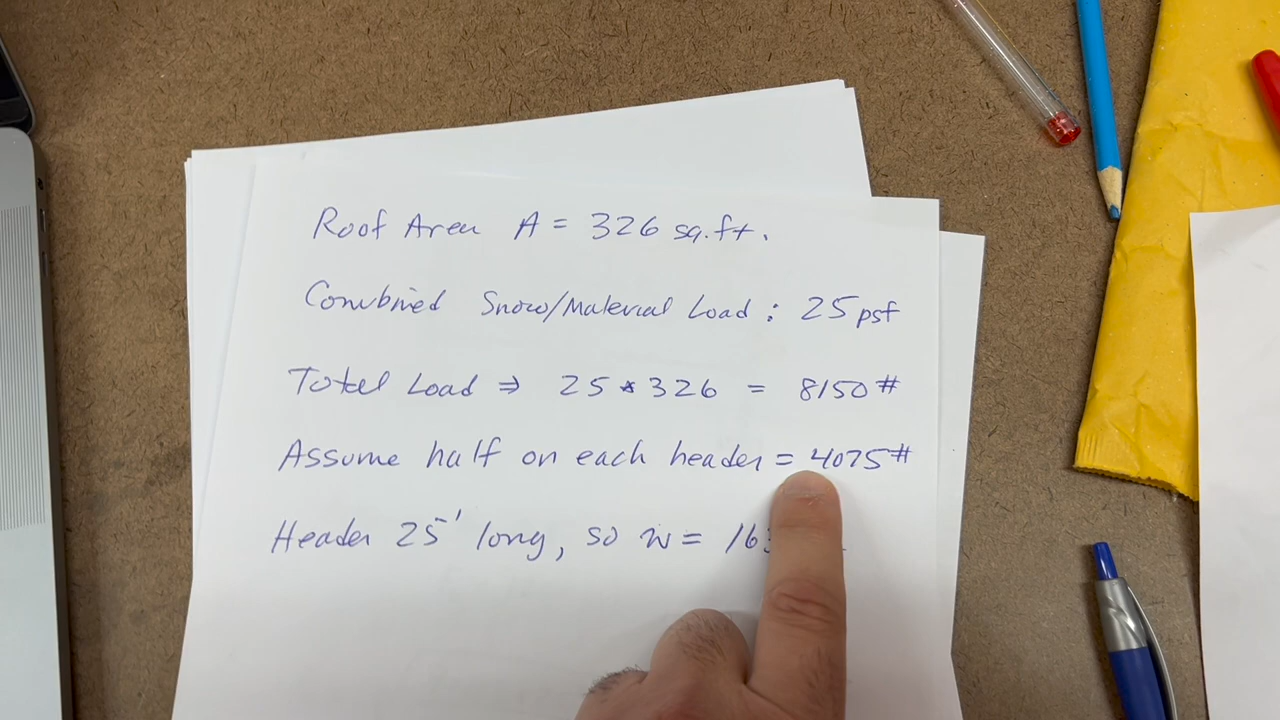 Roof Area A = 326 sq.ft.
Combined Snow/Material Load : 25 psf
Total Load ⇒ 25 * 326 = 8150 #
Assume half on each header = 4075 #
Header 25' long, so w =